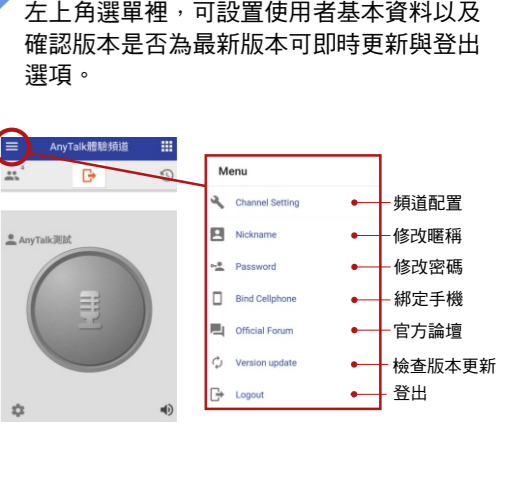 左上角選單裡，可設置使用者基本資料以及
確認版本是否為最新版本可即時更新與登出
選項。
AnyTalk體驗頻道
4
AnyTalk測試
Menu
Channel Setting 頻道配置
Nickname 修改暱稱
Password 修改密碼
Bind Cellphone 綁定手機
Official Forum 官方論壇
Version update 檢查版本更新
Logout 登出